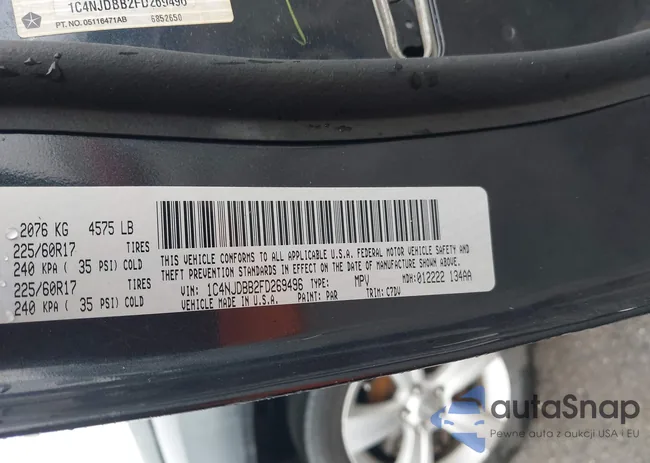 1C4NJDBB2FD269496
PT. NO. 05116471AB 6852650
2076 KG 4575 LB
225/60R17 TIRES
240 KPA ( 35 PSI) COLD
225/60R17 TIRES
240 KPA ( 35 PSI) COLD
THIS VEHICLE CONFORMS TO ALL APPLICABLE U.S.A. FEDERAL MOTOR VEHICLE SAFETY AND
THEFT PREVENTION STANDARDS IN EFFECT ON THE DATE OF MANUFACTURE SHOWN ABOVE.
VIN: 1C4NJDBB2FD269496 TYPE: MPV MDH: 012222 134AA
VEHICLE MADE IN U.S.A. PAINT: PAR TRIM: C7DV
autaSnap
Pewne auta z aukcji USA i EU